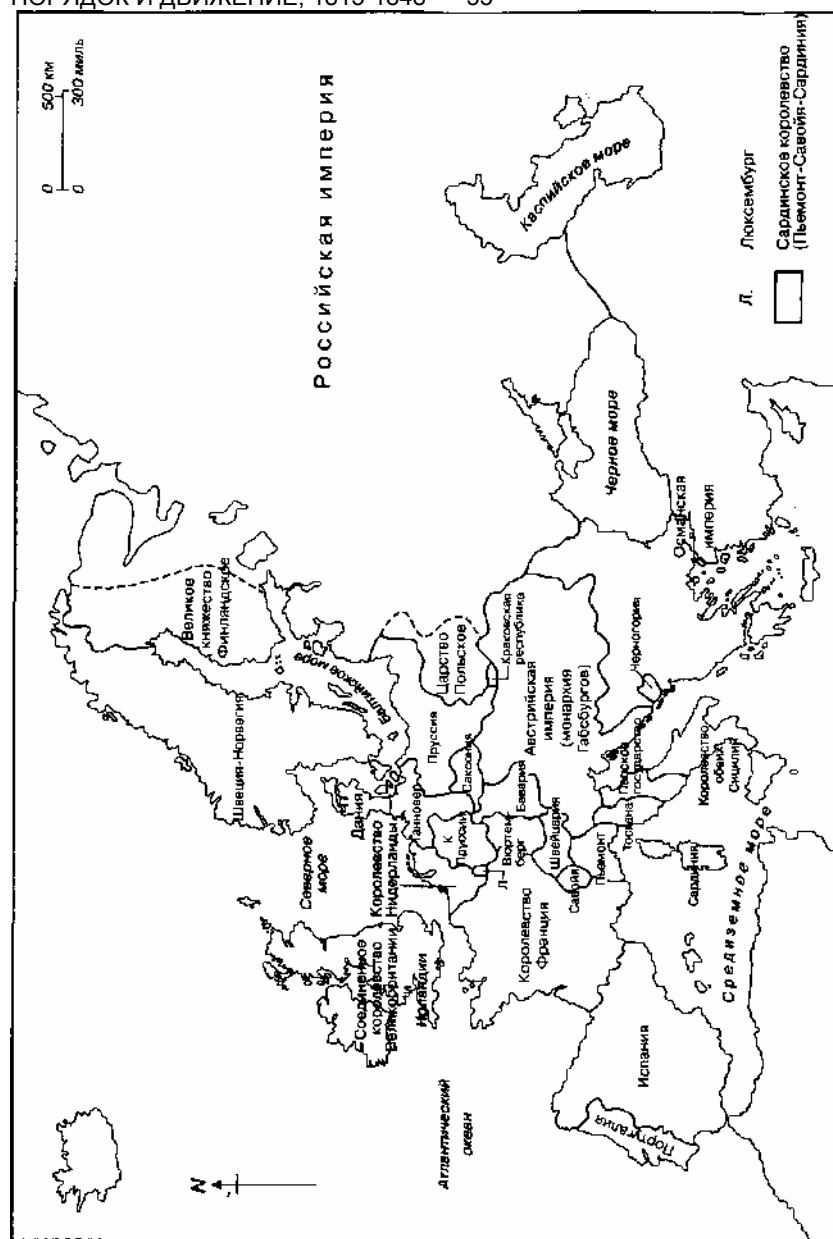 ПОРЯДОК И ДВИЖЕНИЕ, 1815-1848
0 500 км
0 300 миль
Российская империя
N
Атлантический
океан
Соединенное
королевство
Великобритании
Ирландии
Северное
море
Швеция-Норвегия
Великое
княжество
Финляндское
Балтийское море
Дания
Королевство
Нидерланды
Ганновер
К
Пруссии
Пруссия
Царство
Польское
Саксония
Краковская
республика
Л
Вюртем-
берг
Бавария
Австрийская
империя
(монархия
Габсбургов)
Королевство
Франция
Швейцария
Савойя
Пьемонт
Тоскана
Папское
государство
Черногория
Королевство
обеих
Сицилий
Сардиния
Средиземное море
Испания
Португалия
Османская
империя
Черное море
Каспийское море
Л. Люксембург
Сардинское королевство
(Пьемонт-Савойя-Сардиния)